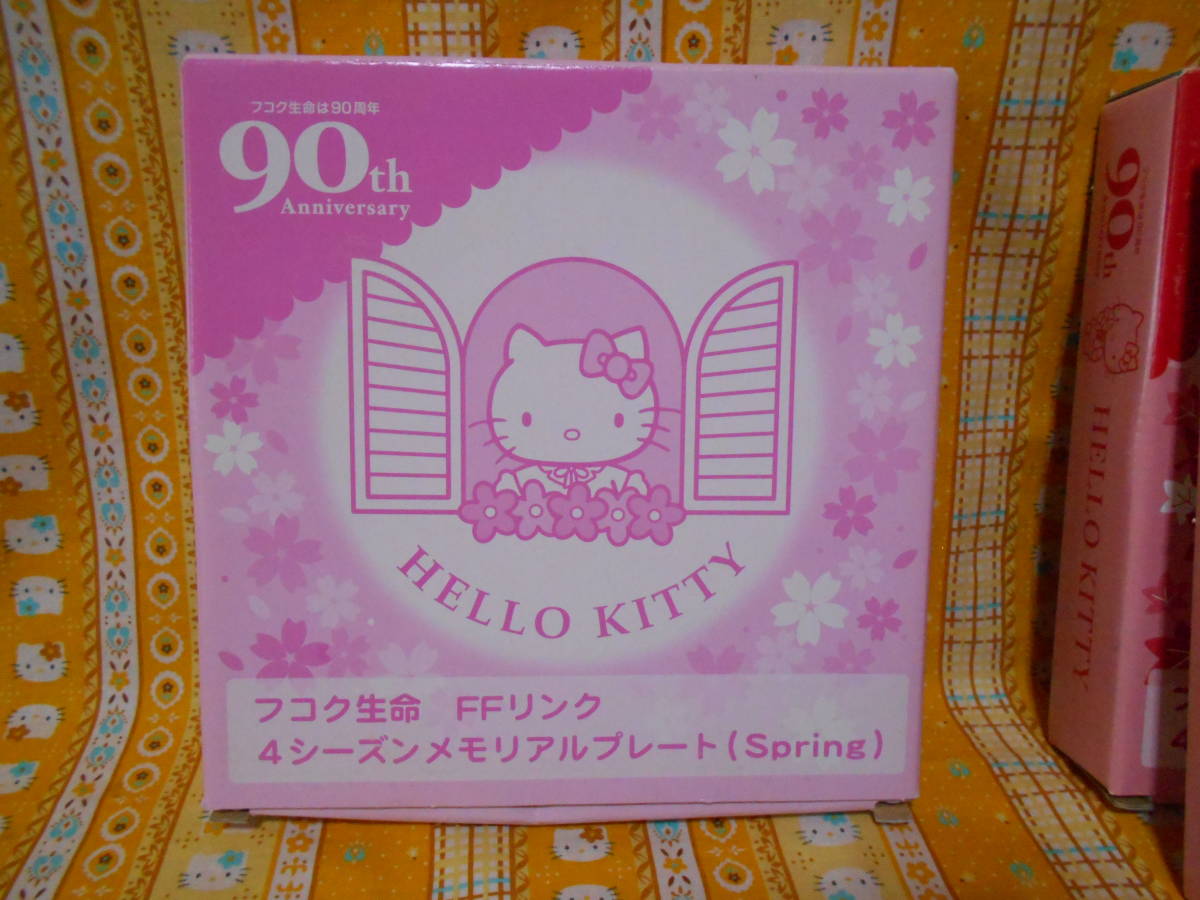 フコク生命は90周年
90th
Anniversary
HELLO KITTY
フコク生命 FFリンク
4シーズンメモリアルプレート(Spring)
90th
HELLO KITTY